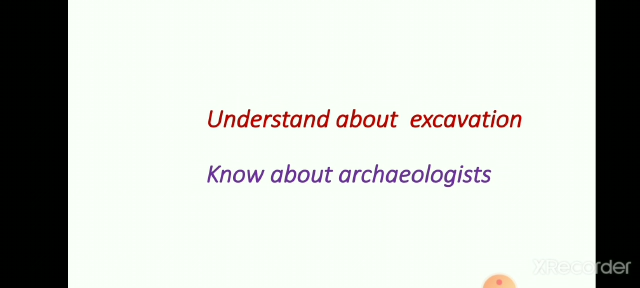 Understand about excavation
Know about archaeologists
XRecorder